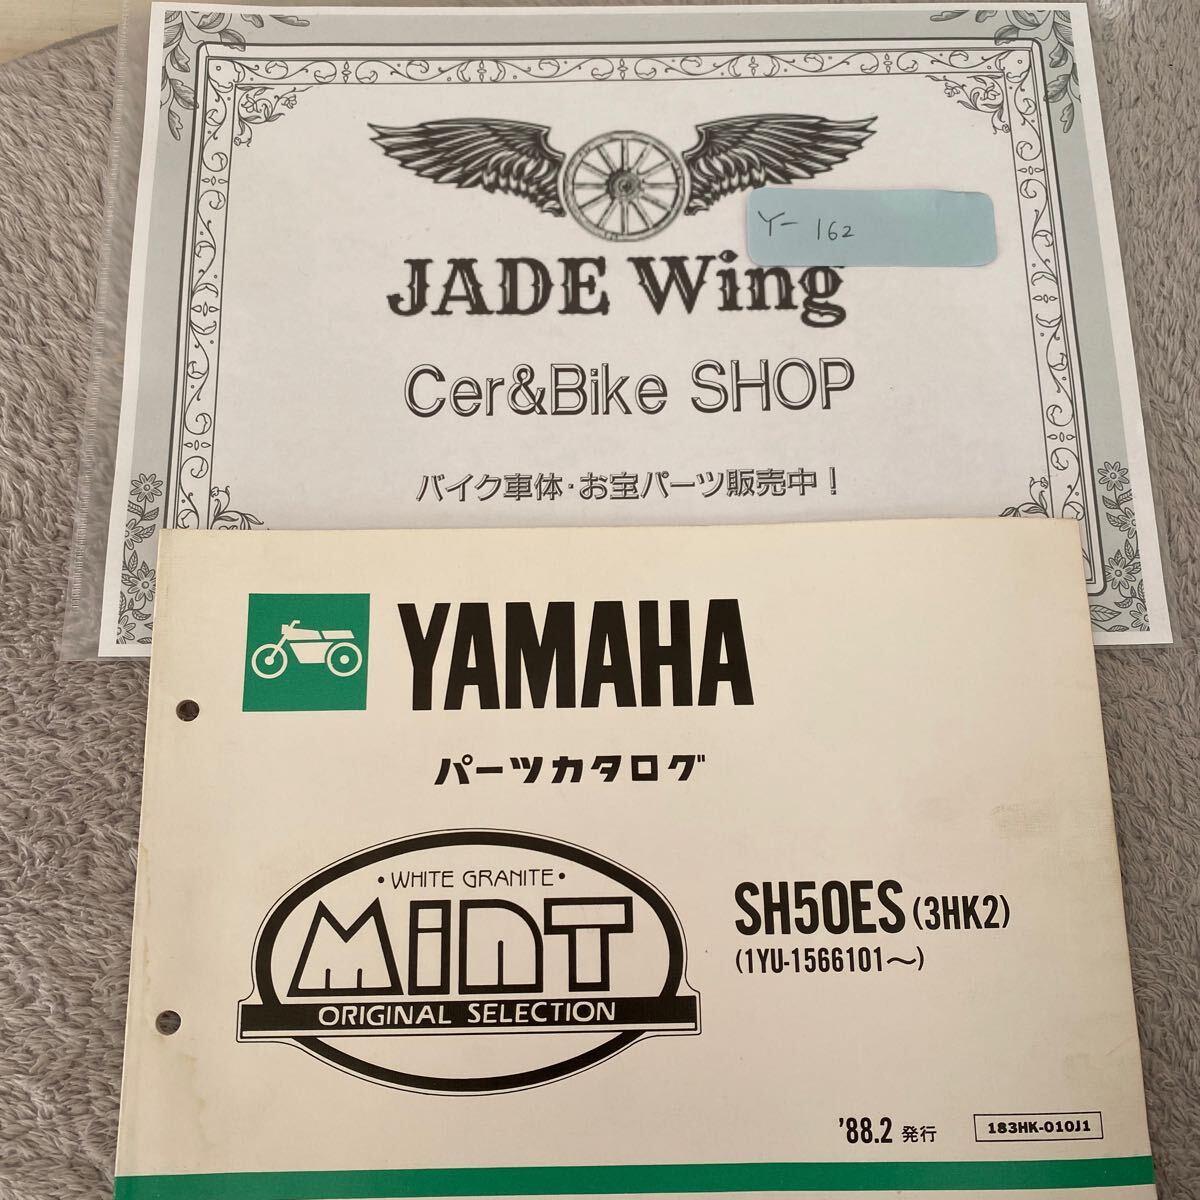 Y-162
JADE Wing
Cer&Bike SHOP
バイク車体・お宝パーツ販売中!
YAMAHA
パーツカタログ
・WHITE GRANITE・
MINT
ORIGINAL SELECTION
SH50ES (3HK2)
(1YU-1566101〜)
'88.2 発行
183HK-010J1